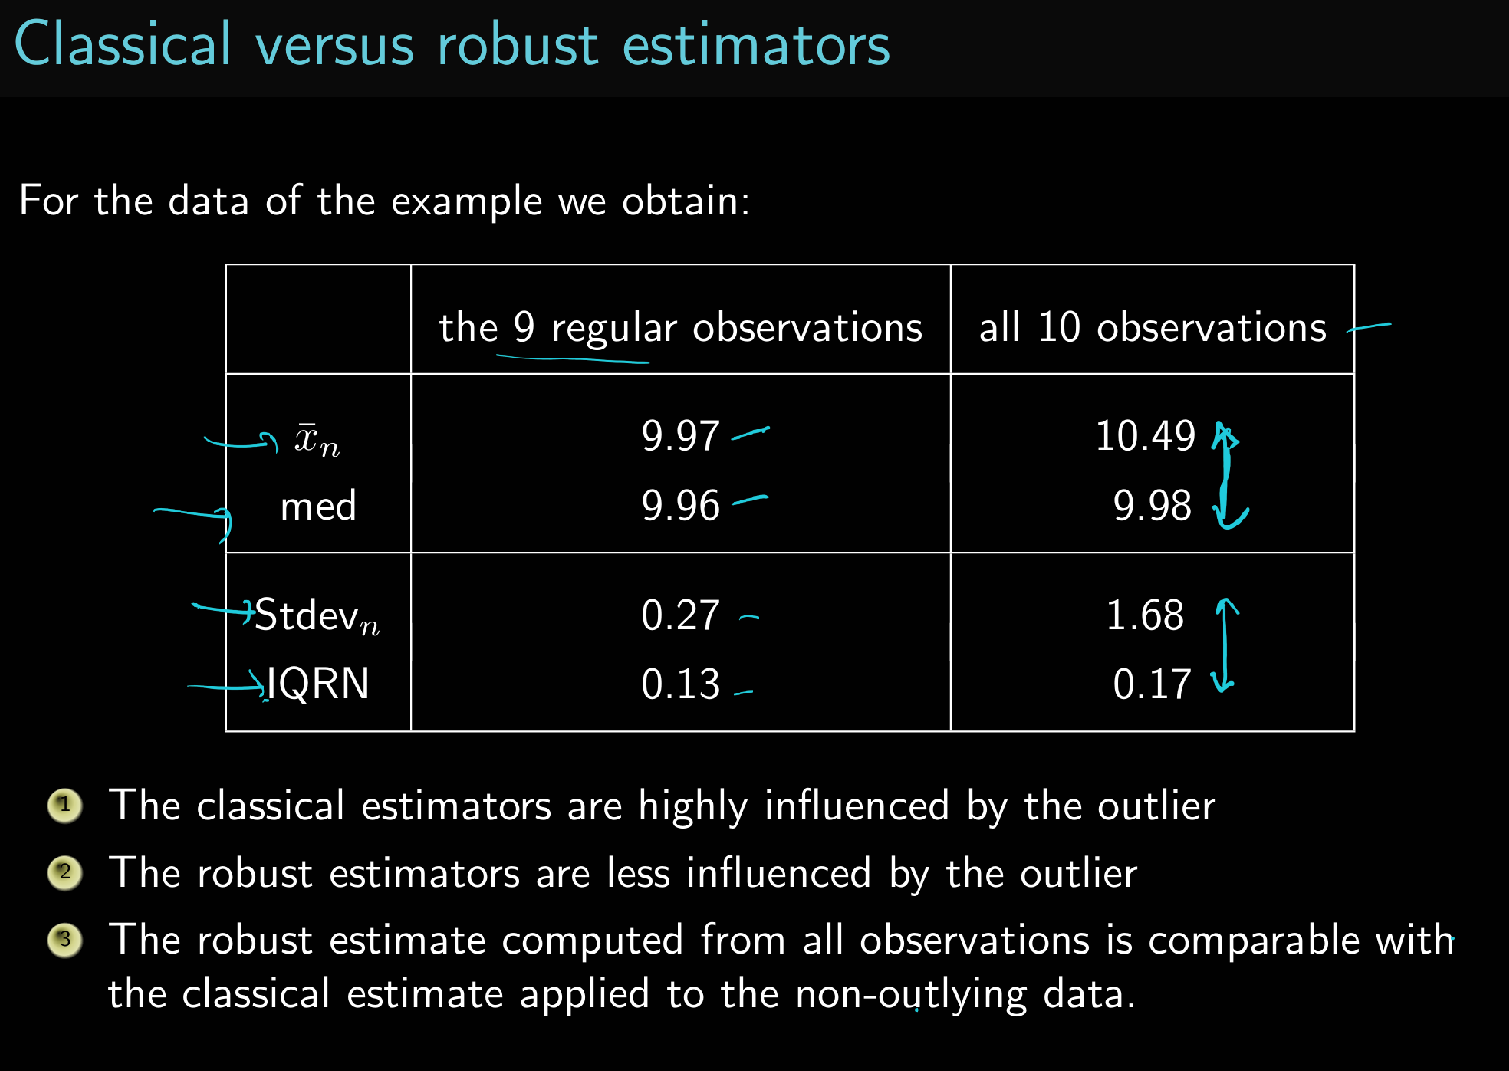 Classical versus robust estimators
For the data of the example we obtain:
the 9 regular observations all 10 observations
x̄ₙ 9.97 10.49
med 9.96 9.98
Stdevₙ 0.27 1.68
IQRN 0.13 0.17
1 The classical estimators are highly influenced by the outlier
2 The robust estimators are less influenced by the outlier
3 The robust estimate computed from all observations is comparable with
the classical estimate applied to the non-outlying data.